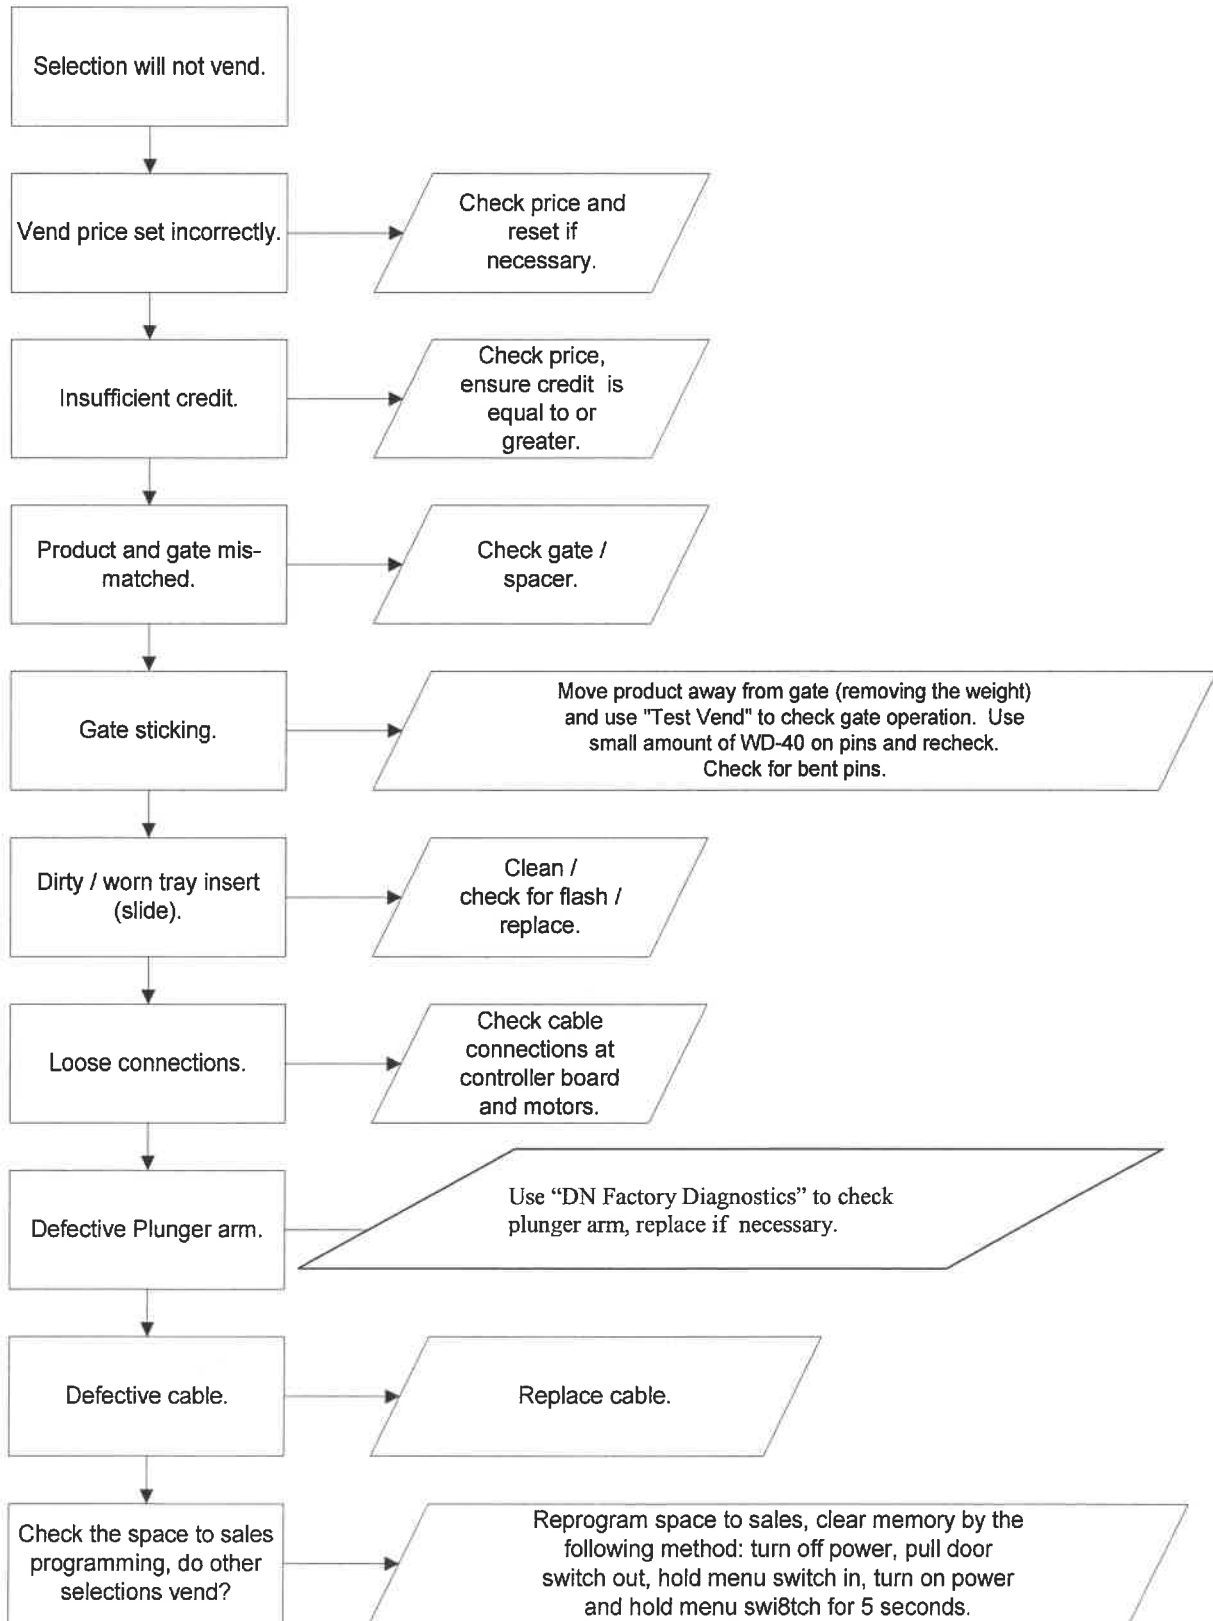 Selection will not vend.
Vend price set incorrectly.
Check price and
reset if
necessary.
Insufficient credit.
Check price,
ensure credit is
equal to or
greater.
Product and gate mis-
matched.
Check gate /
spacer.
Gate sticking.
Move product away from gate (removing the weight)
and use "Test Vend" to check gate operation. Use
small amount of WD-40 on pins and recheck.
Check for bent pins.
Dirty / worn tray insert
(slide).
Clean /
check for flash /
replace.
Loose connections.
Check cable
connections at
controller board
and motors.
Defective Plunger arm.
Use “DN Factory Diagnostics” to check
plunger arm, replace if necessary.
Defective cable.
Replace cable.
Check the space to sales
programming, do other
selections vend?
Reprogram space to sales, clear memory by the
following method: turn off power, pull door
switch out, hold menu switch in, turn on power
and hold menu swi8tch for 5 seconds.